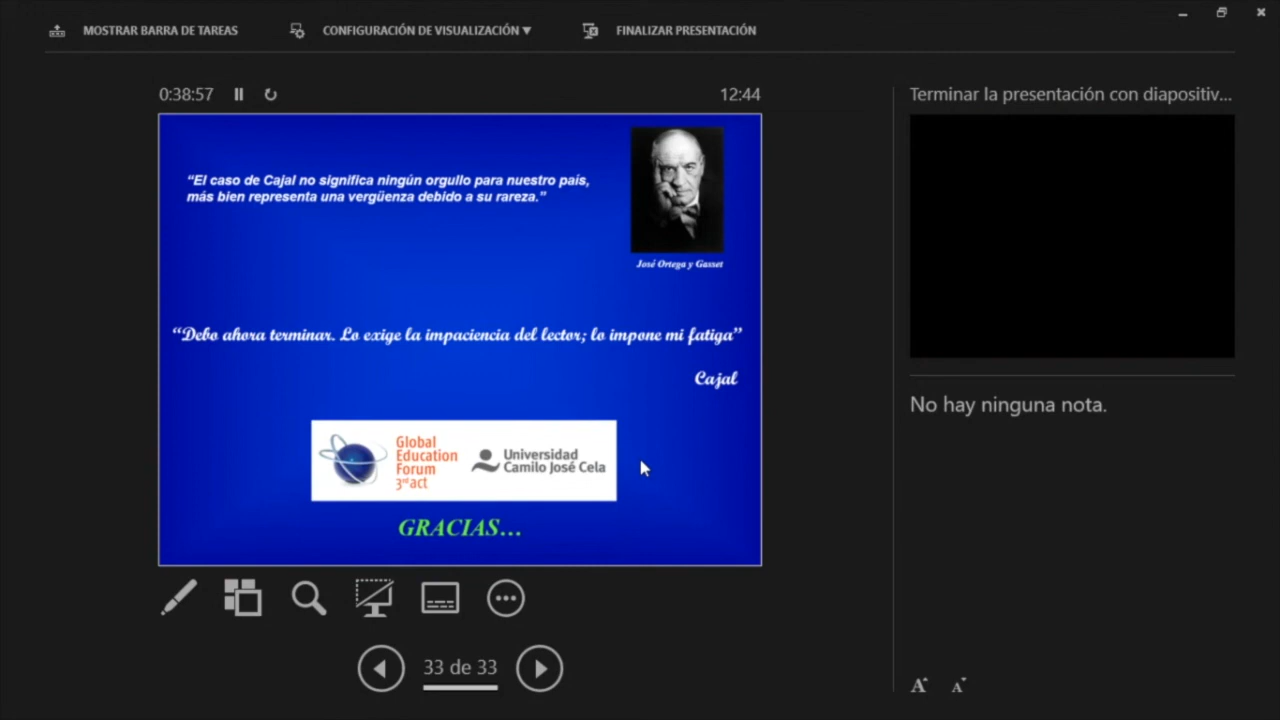 MOSTRAR BARRA DE TAREAS
CONFIGURACIÓN DE VISUALIZACIÓN ▼
FINALIZAR PRESENTACIÓN
0:38:57
12:44
Terminar la presentación con diapositiv...
“El caso de Cajal no significa ningún orgullo para nuestro país,
más bien representa una vergüenza debido a su rareza.”
José Ortega y Gasset
“Debo ahora terminar. Lo exige la impaciencia del lector; lo impone mi fatiga”
Cajal
Global
Education
Forum
3rd act
Universidad
Camilo José Cela
GRACIAS...
No hay ninguna nota.
33 de 33
A A